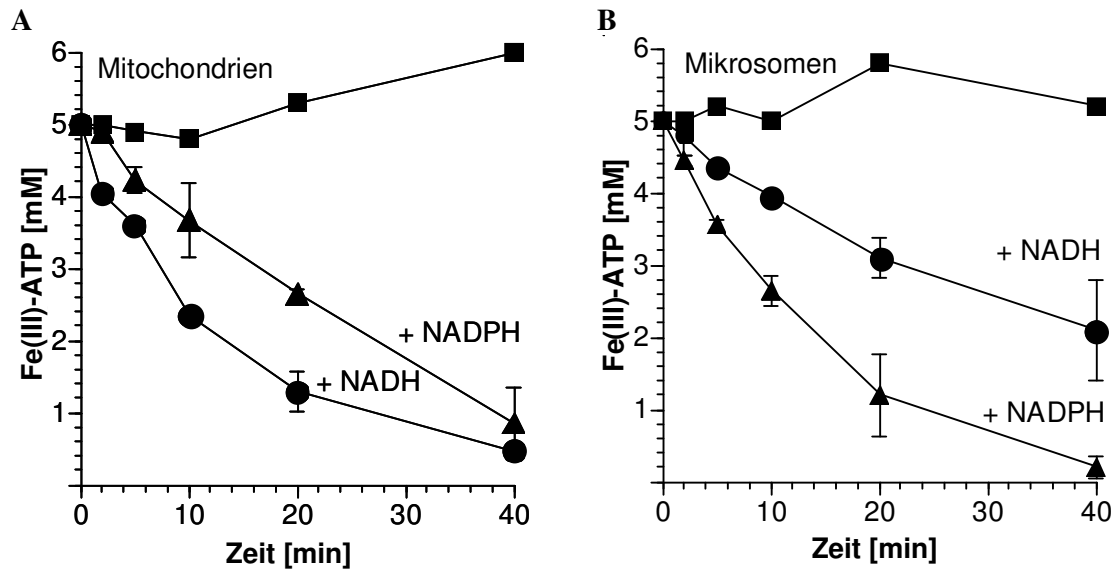 A
Mitochondrien
Fe(III)-ATP [mM]
6
5
4
3
2
1
+ NADPH
+ NADH
0
10
20
30
40
Zeit [min]
B
Mikrosomen
Fe(III)-ATP [mM]
6
5
4
3
2
1
+ NADH
+ NADPH
0
10
20
30
40
Zeit [min]